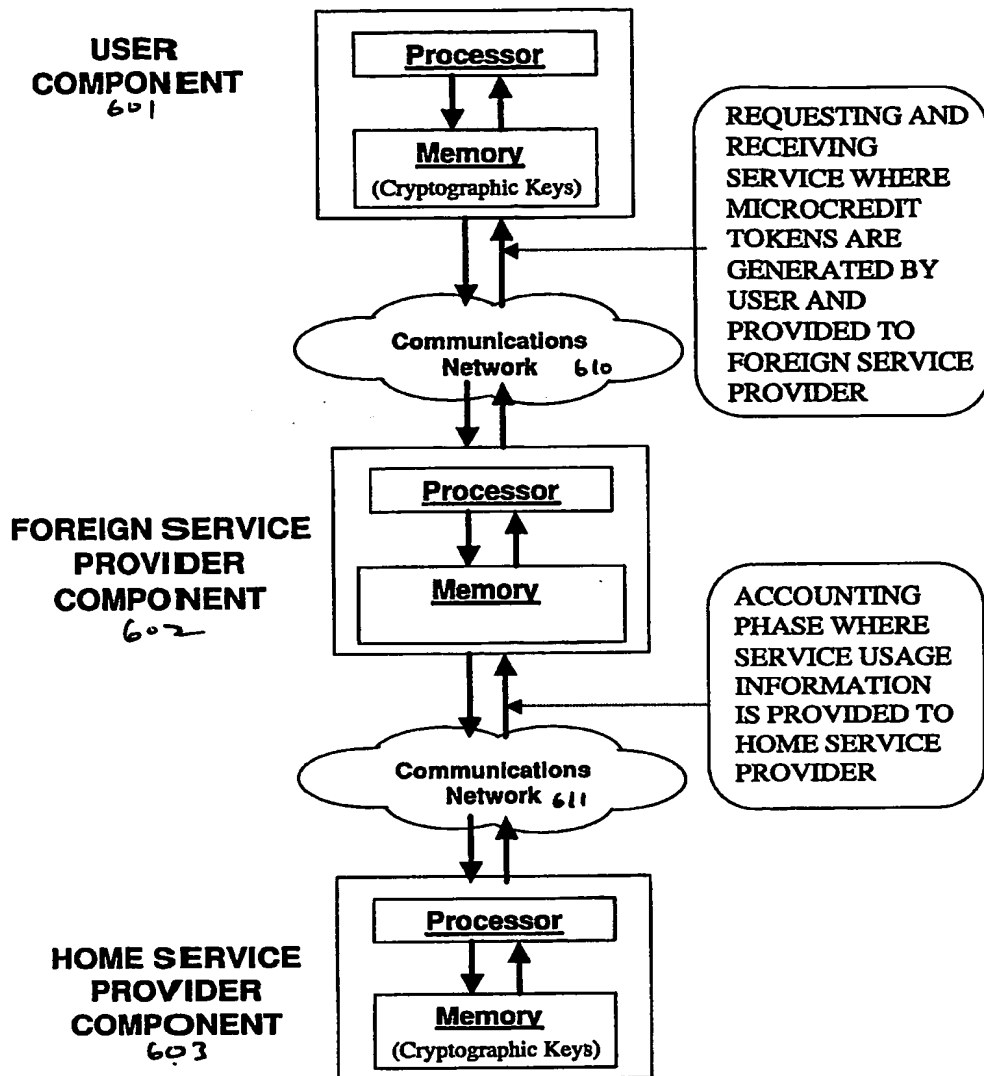 USER
COMPONENT
601
Processor
Memory
(Cryptographic Keys)
REQUESTING AND
RECEIVING
SERVICE WHERE
MICROCREDIT
TOKENS ARE
GENERATED BY
USER AND
PROVIDED TO
FOREIGN SERVICE
PROVIDER
Communications
Network 610
FOREIGN SERVICE
PROVIDER
COMPONENT
602
Processor
Memory
ACCOUNTING
PHASE WHERE
SERVICE USAGE
INFORMATION
IS PROVIDED TO
HOME SERVICE
PROVIDER
Communications
Network 611
HOME SERVICE
PROVIDER
COMPONENT
603
Processor
Memory
(Cryptographic Keys)